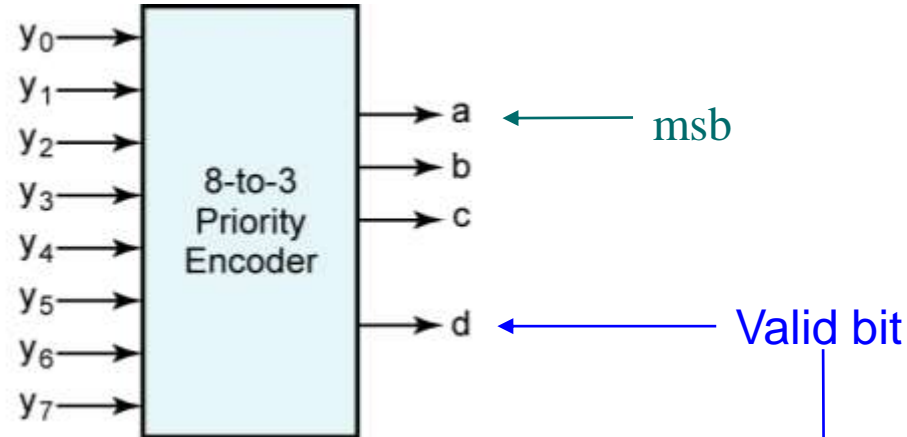 y0
y1
y2
y3
y4
y5
y6
y7
8-to-3
Priority
Encoder
a
b
c
d
msb
Valid bit